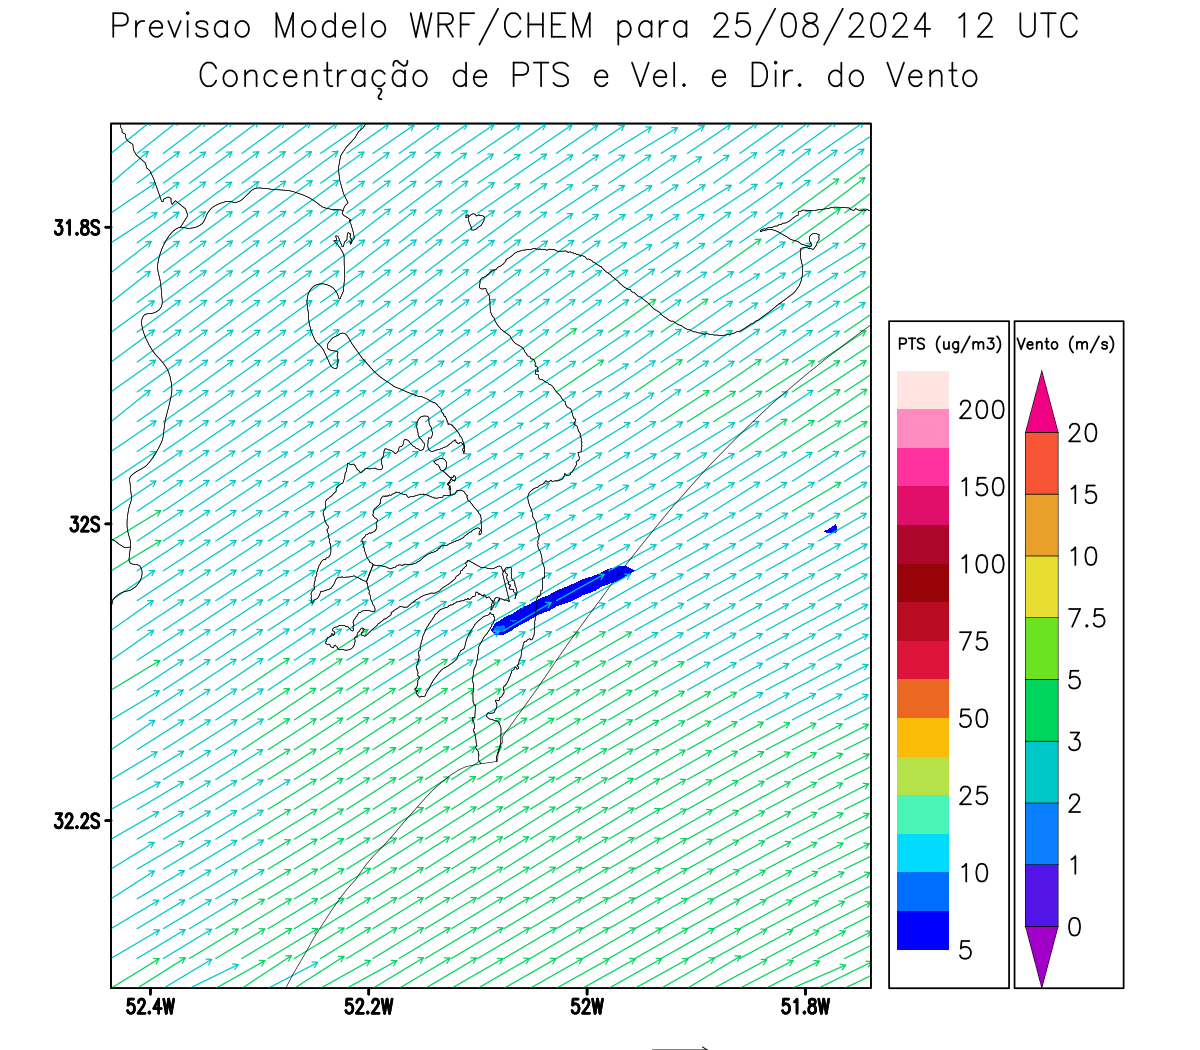 Previsao Modelo WRF/CHEM para 25/08/2024 12 UTC
Concentração de PTS e Vel. e Dir. do Vento
31.8S
32S
32.2S
52.4W 52.2W 52W 51.8W
PTS (ug/m3)
200
150
100
75
50
25
10
5
Vento (m/s)
20
15
10
7.5
5
3
2
1
0